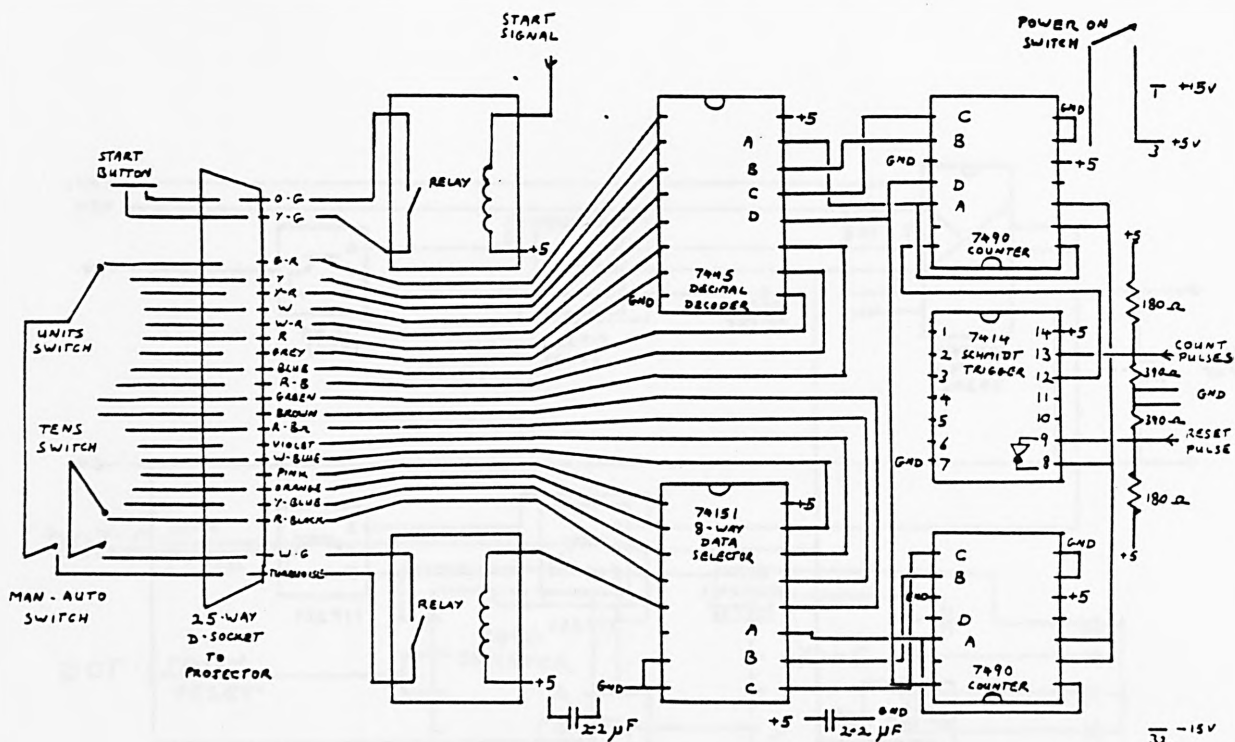 START
SIGNAL
POWER ON
SWITCH
1 +15V
3 +5V
START
BUTTON
O-G
Y-G
RELAY
+5
G-R
Y
Y-R
W
W-R
R
GREY
BLUE
R-B
GREEN
BROWN
R-BR
VIOLET
W-BLUE
PINK
ORANGE
Y-BLUE
R-BLACK
W-G
TURQUOISE
UNITS
SWITCH
TENS
SWITCH
MAN-AUTO
SWITCH
25-WAY
D-SOCKET
TO
PROJECTOR
RELAY
+5
2.2 µF
+5
A
B
C
D
7445
DECIMAL
DECODER
GND
C
B
GND
D
A
GND
+5
7490
COUNTER
1
2
3
4
5
6
7
GND
7414
SCHMIDT
TRIGGER
14
13
12
11
10
9
8
+5
+5
180 Ω
390 Ω
390 Ω
180 Ω
+5
COUNT
PULSES
GND
RESET
PULSE
74151
8-WAY
DATA
SELECTOR
+5
A
B
C
GND
C
B
GND
D
A
GND
+5
7490
COUNTER
+5
GND
2.2 µF
-15V